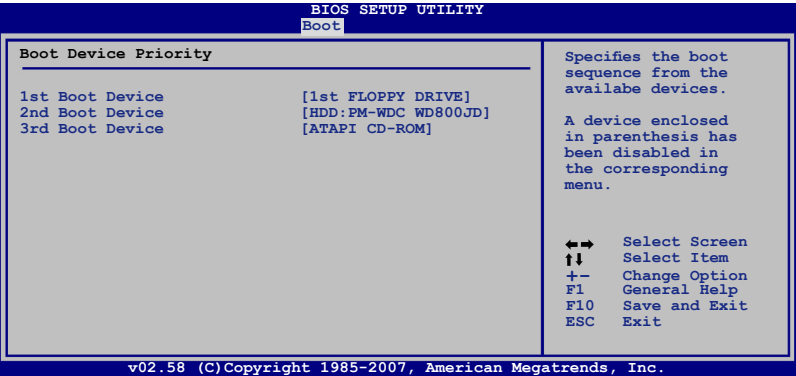 BIOS SETUP UTILITY
Boot
Boot Device Priority
1st Boot Device [1st FLOPPY DRIVE]
2nd Boot Device [HDD:PM-WDC WD800JD]
3rd Boot Device [ATAPI CD-ROM]
Specifies the boot
sequence from the
availabe devices.
A device enclosed
in parenthesis has
been disabled in
the corresponding
menu.
←→ Select Screen
↑↓ Select Item
+- Change Option
F1 General Help
F10 Save and Exit
ESC Exit
v02.58 (C)Copyright 1985-2007, American Megatrends, Inc.